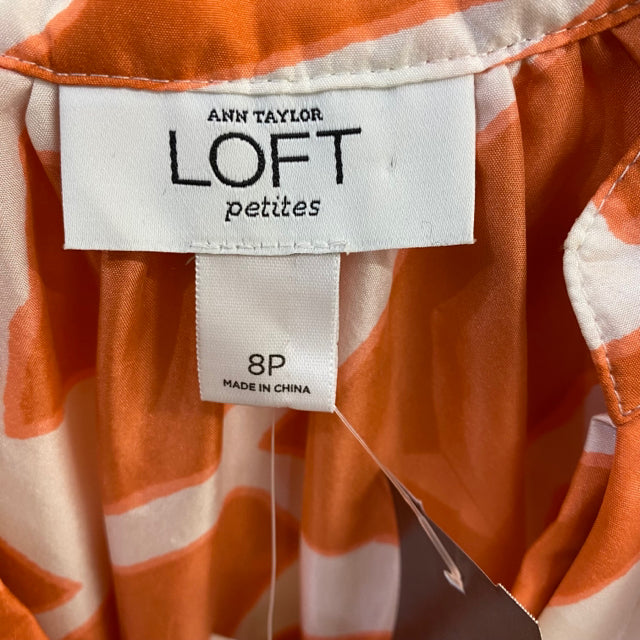 ANN TAYLOR
LOFT
petites
8P
MADE IN CHINA